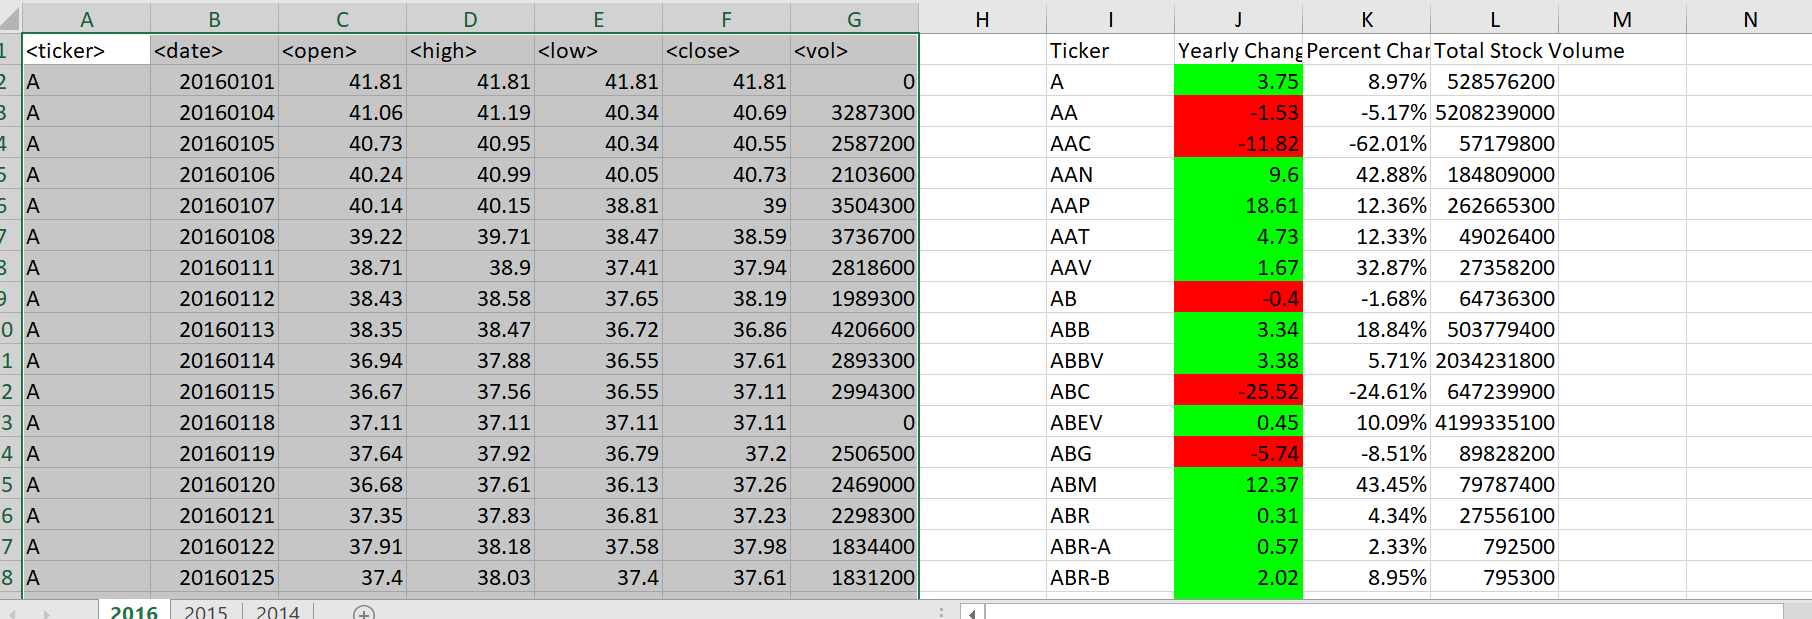 A B C D E F G H I J K L M N
1 <ticker> <date> <open> <high> <low> <close> <vol> Ticker Yearly Chang Percent Char Total Stock Volume
2 A 20160101 41.81 41.81 41.81 41.81 0 A 3.75 8.97% 528576200
3 A 20160104 41.06 41.19 40.34 40.69 3287300 AA -1.53 -5.17% 5208239000
4 A 20160105 40.73 40.95 40.34 40.55 2587200 AAC -11.82 -62.01% 57179800
5 A 20160106 40.24 40.99 40.05 40.73 2103600 AAN 9.6 42.88% 184809000
6 A 20160107 40.14 40.15 38.81 39 3504300 AAP 18.61 12.36% 262665300
7 A 20160108 39.22 39.71 38.47 38.59 3736700 AAT 4.73 12.33% 49026400
8 A 20160111 38.71 38.9 37.41 37.94 2818600 AAV 1.67 32.87% 27358200
9 A 20160112 38.43 38.58 37.65 38.19 1989300 AB -0.4 -1.68% 64736300
0 A 20160113 38.35 38.47 36.72 36.86 4206600 ABB 3.34 18.84% 503779400
1 A 20160114 36.94 37.88 36.55 37.61 2893300 ABBV 3.38 5.71% 2034231800
2 A 20160115 36.67 37.56 36.55 37.11 2994300 ABC -25.52 -24.61% 647239900
3 A 20160118 37.11 37.11 37.11 37.11 0 ABEV 0.45 10.09% 4199335100
4 A 20160119 37.64 37.92 36.79 37.2 2506500 ABG -5.74 -8.51% 89828200
5 A 20160120 36.68 37.61 36.13 37.26 2469000 ABM 12.37 43.45% 79787400
6 A 20160121 37.35 37.83 36.81 37.23 2298300 ABR 0.31 4.34% 27556100
7 A 20160122 37.91 38.18 37.58 37.98 1834400 ABR-A 0.57 2.33% 792500
8 A 20160125 37.4 38.03 37.4 37.61 1831200 ABR-B 2.02 8.95% 795300
2016 2015 2014